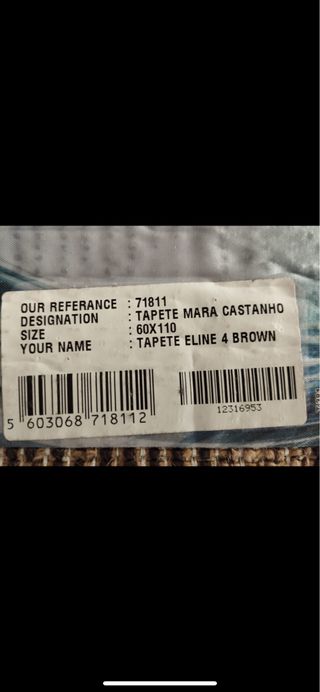 OUR REFERANCE : 71811
DESIGNATION : TAPETE MARA CASTANHO
SIZE : 60X110
YOUR NAME : TAPETE ELINE 4 BROWN
5 603068 718112
12316953